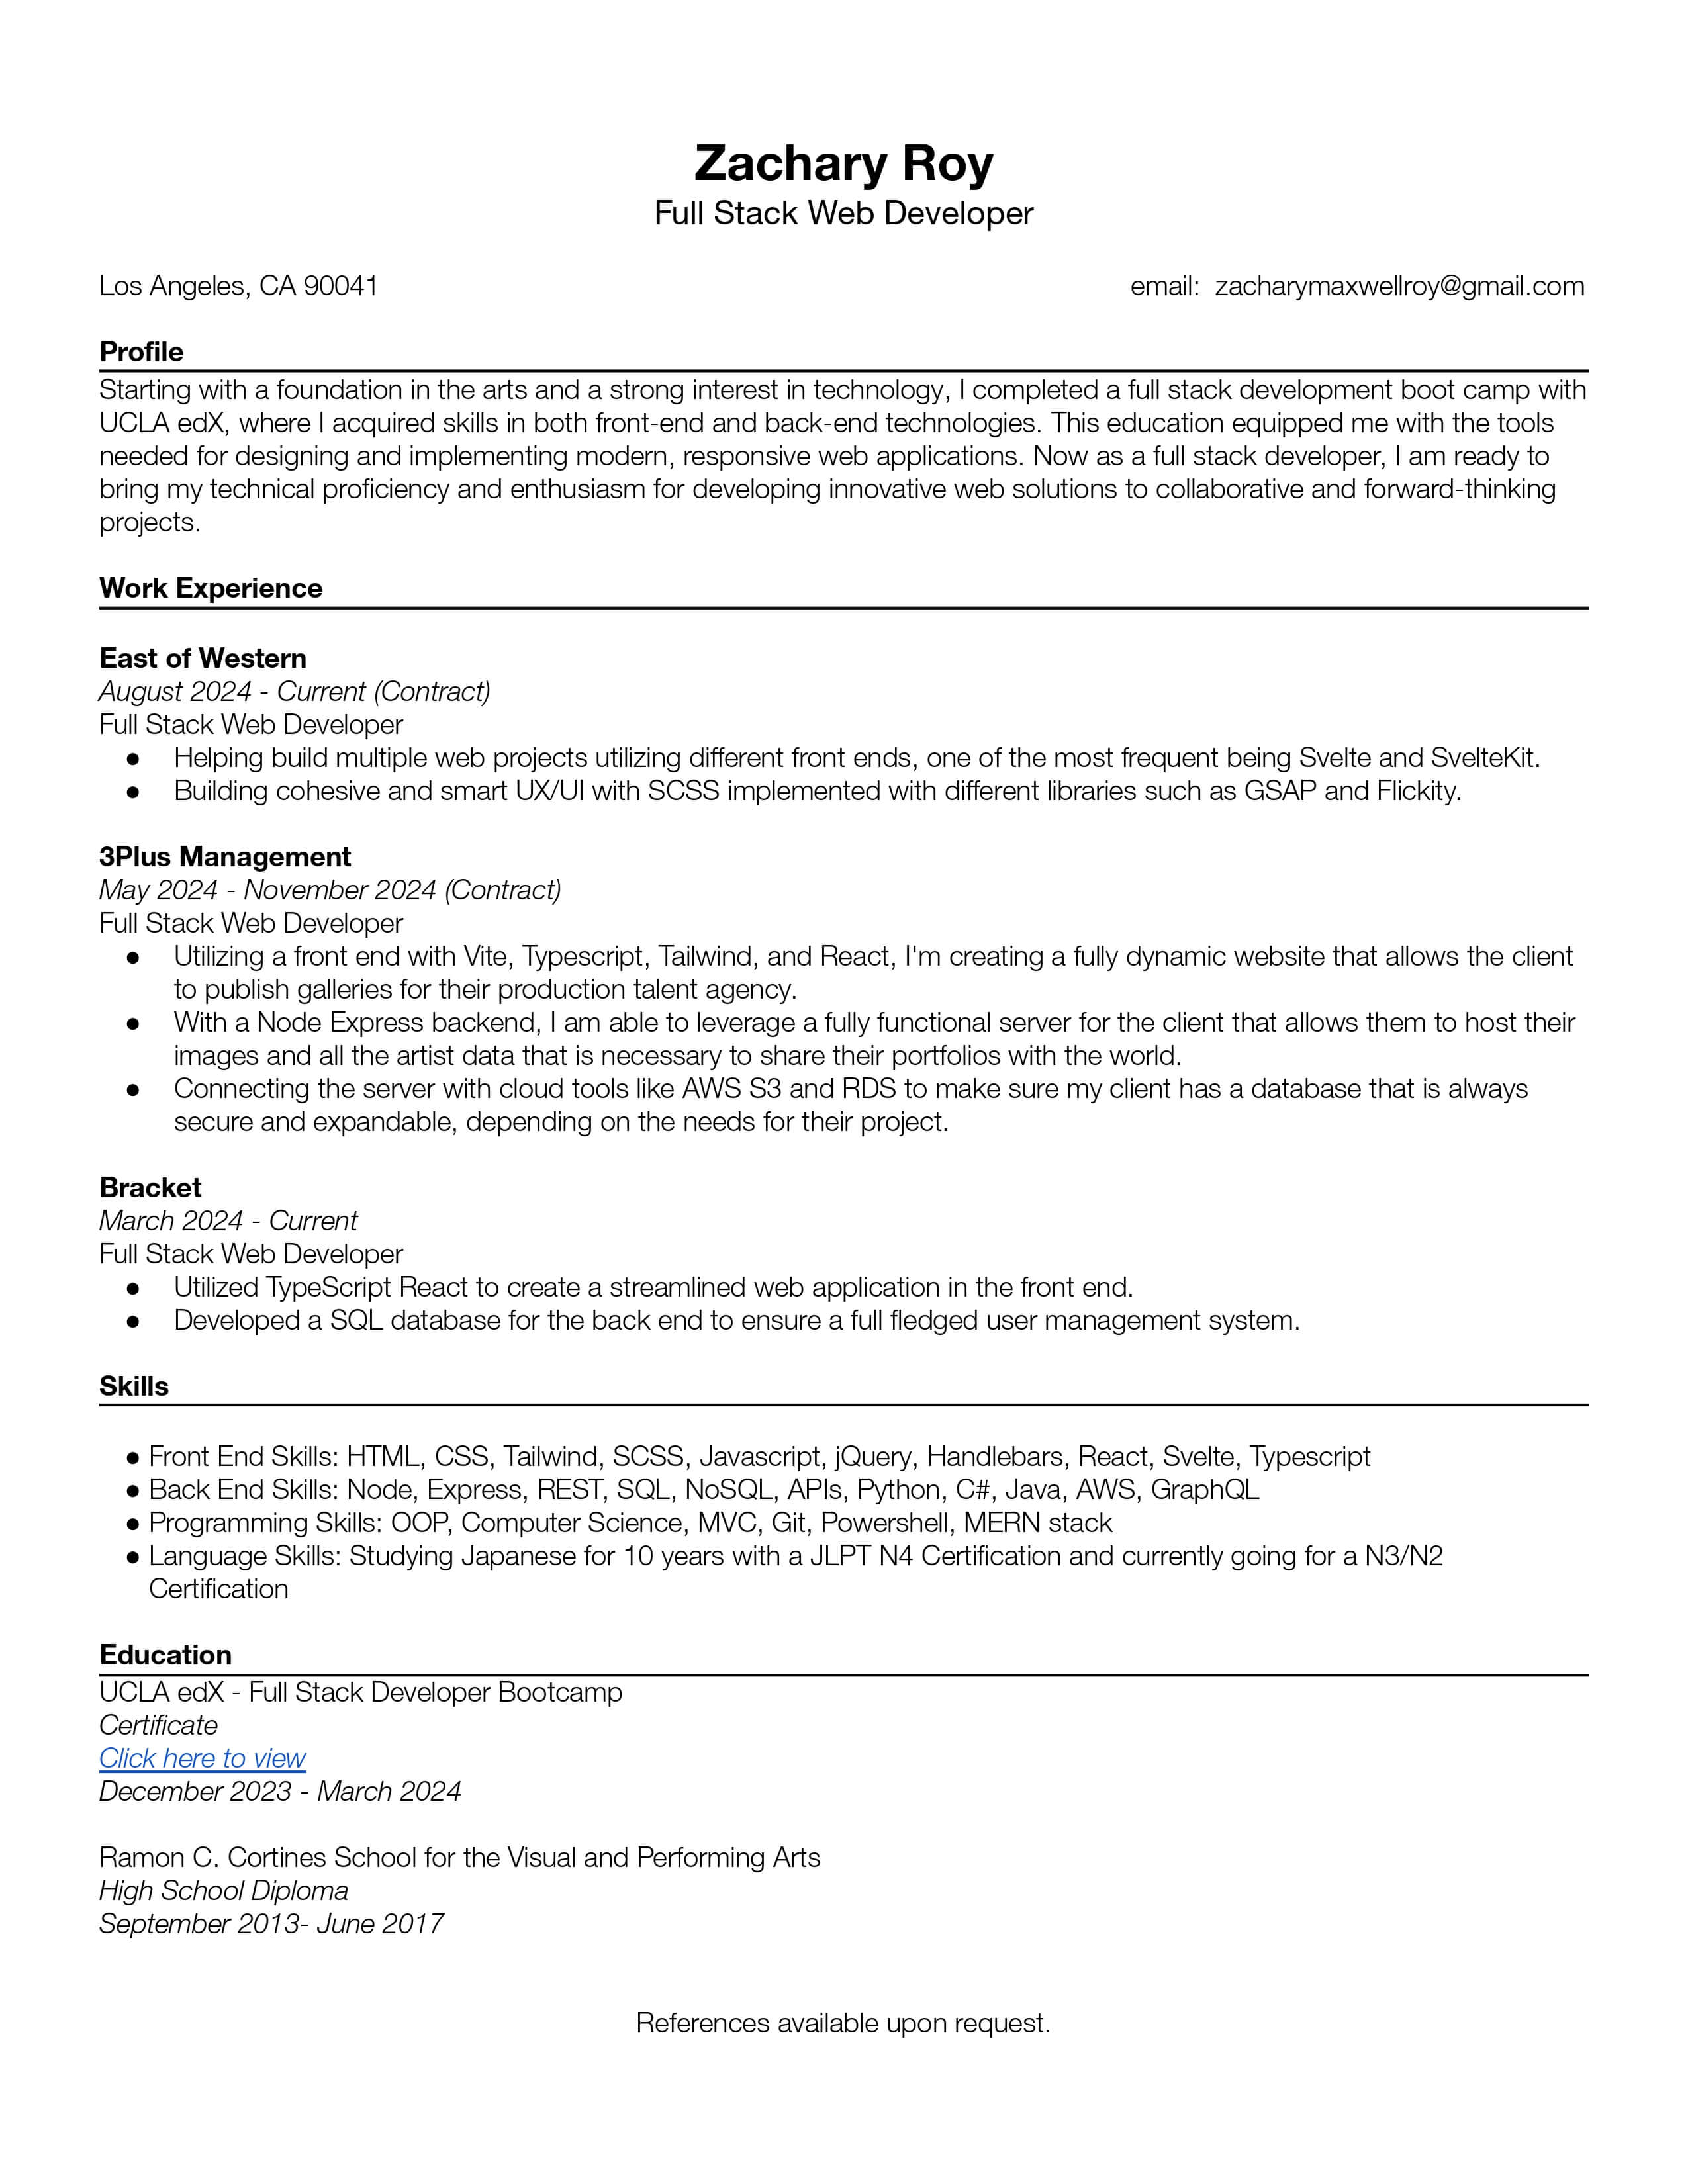 Zachary Roy
Full Stack Web Developer
Los Angeles, CA 90041 email: zacharymaxwellroy@gmail.com
Profile
Starting with a foundation in the arts and a strong interest in technology, I completed a full stack development boot camp with
UCLA edX, where I acquired skills in both front-end and back-end technologies. This education equipped me with the tools
needed for designing and implementing modern, responsive web applications. Now as a full stack developer, I am ready to
bring my technical proficiency and enthusiasm for developing innovative web solutions to collaborative and forward-thinking
projects.
Work Experience
East of Western
August 2024 - Current (Contract)
Full Stack Web Developer
● Helping build multiple web projects utilizing different front ends, one of the most frequent being Svelte and SvelteKit.
● Building cohesive and smart UX/UI with SCSS implemented with different libraries such as GSAP and Flickity.
3Plus Management
May 2024 - November 2024 (Contract)
Full Stack Web Developer
● Utilizing a front end with Vite, Typescript, Tailwind, and React, I'm creating a fully dynamic website that allows the client
to publish galleries for their production talent agency.
● With a Node Express backend, I am able to leverage a fully functional server for the client that allows them to host their
images and all the artist data that is necessary to share their portfolios with the world.
● Connecting the server with cloud tools like AWS S3 and RDS to make sure my client has a database that is always
secure and expandable, depending on the needs for their project.
Bracket
March 2024 - Current
Full Stack Web Developer
● Utilized TypeScript React to create a streamlined web application in the front end.
● Developed a SQL database for the back end to ensure a full fledged user management system.
Skills
● Front End Skills: HTML, CSS, Tailwind, SCSS, Javascript, jQuery, Handlebars, React, Svelte, Typescript
● Back End Skills: Node, Express, REST, SQL, NoSQL, APIs, Python, C#, Java, AWS, GraphQL
● Programming Skills: OOP, Computer Science, MVC, Git, Powershell, MERN stack
● Language Skills: Studying Japanese for 10 years with a JLPT N4 Certification and currently going for a N3/N2
Certification
Education
UCLA edX - Full Stack Developer Bootcamp
Certificate
Click here to view
December 2023 - March 2024
Ramon C. Cortines School for the Visual and Performing Arts
High School Diploma
September 2013- June 2017
References available upon request.